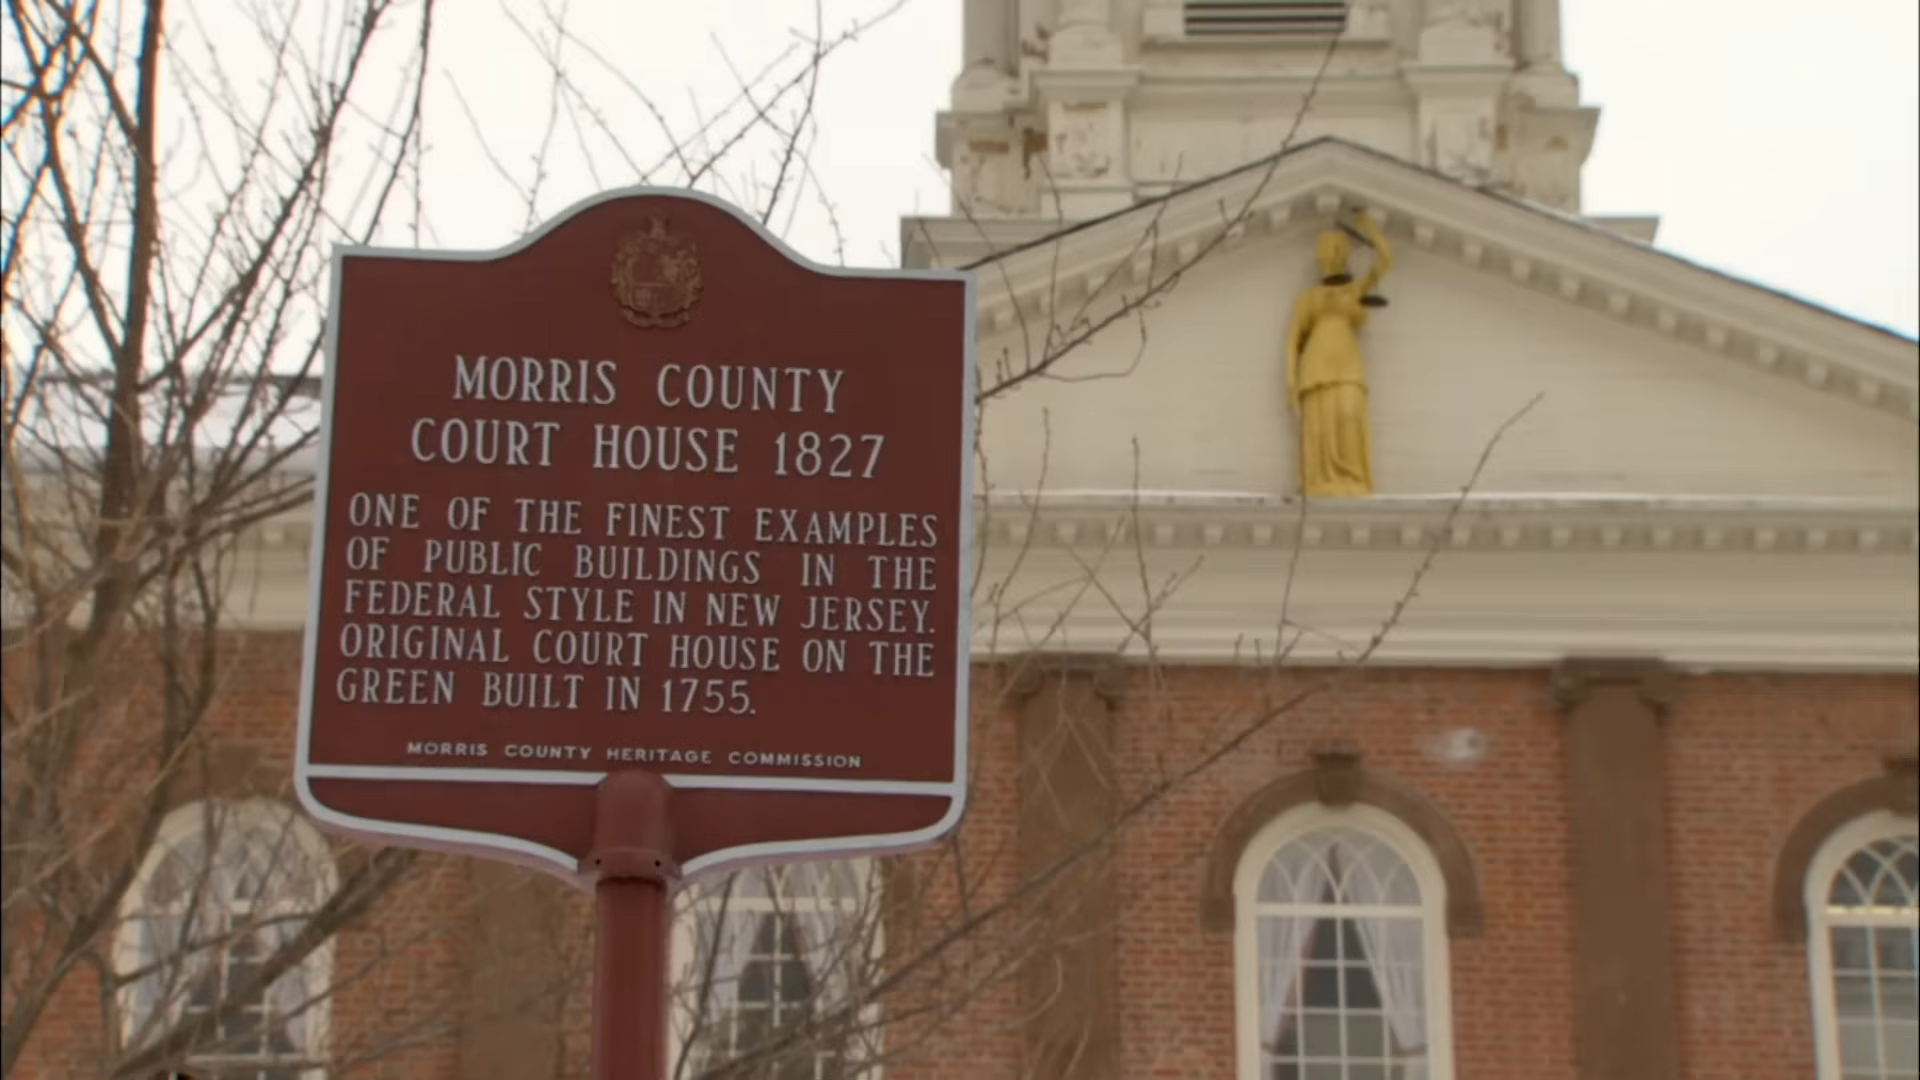 MORRIS COUNTY
COURT HOUSE 1827
ONE OF THE FINEST EXAMPLES
OF PUBLIC BUILDINGS IN THE
FEDERAL STYLE IN NEW JERSEY.
ORIGINAL COURT HOUSE ON THE
GREEN BUILT IN 1755.
MORRIS COUNTY HERITAGE COMMISSION